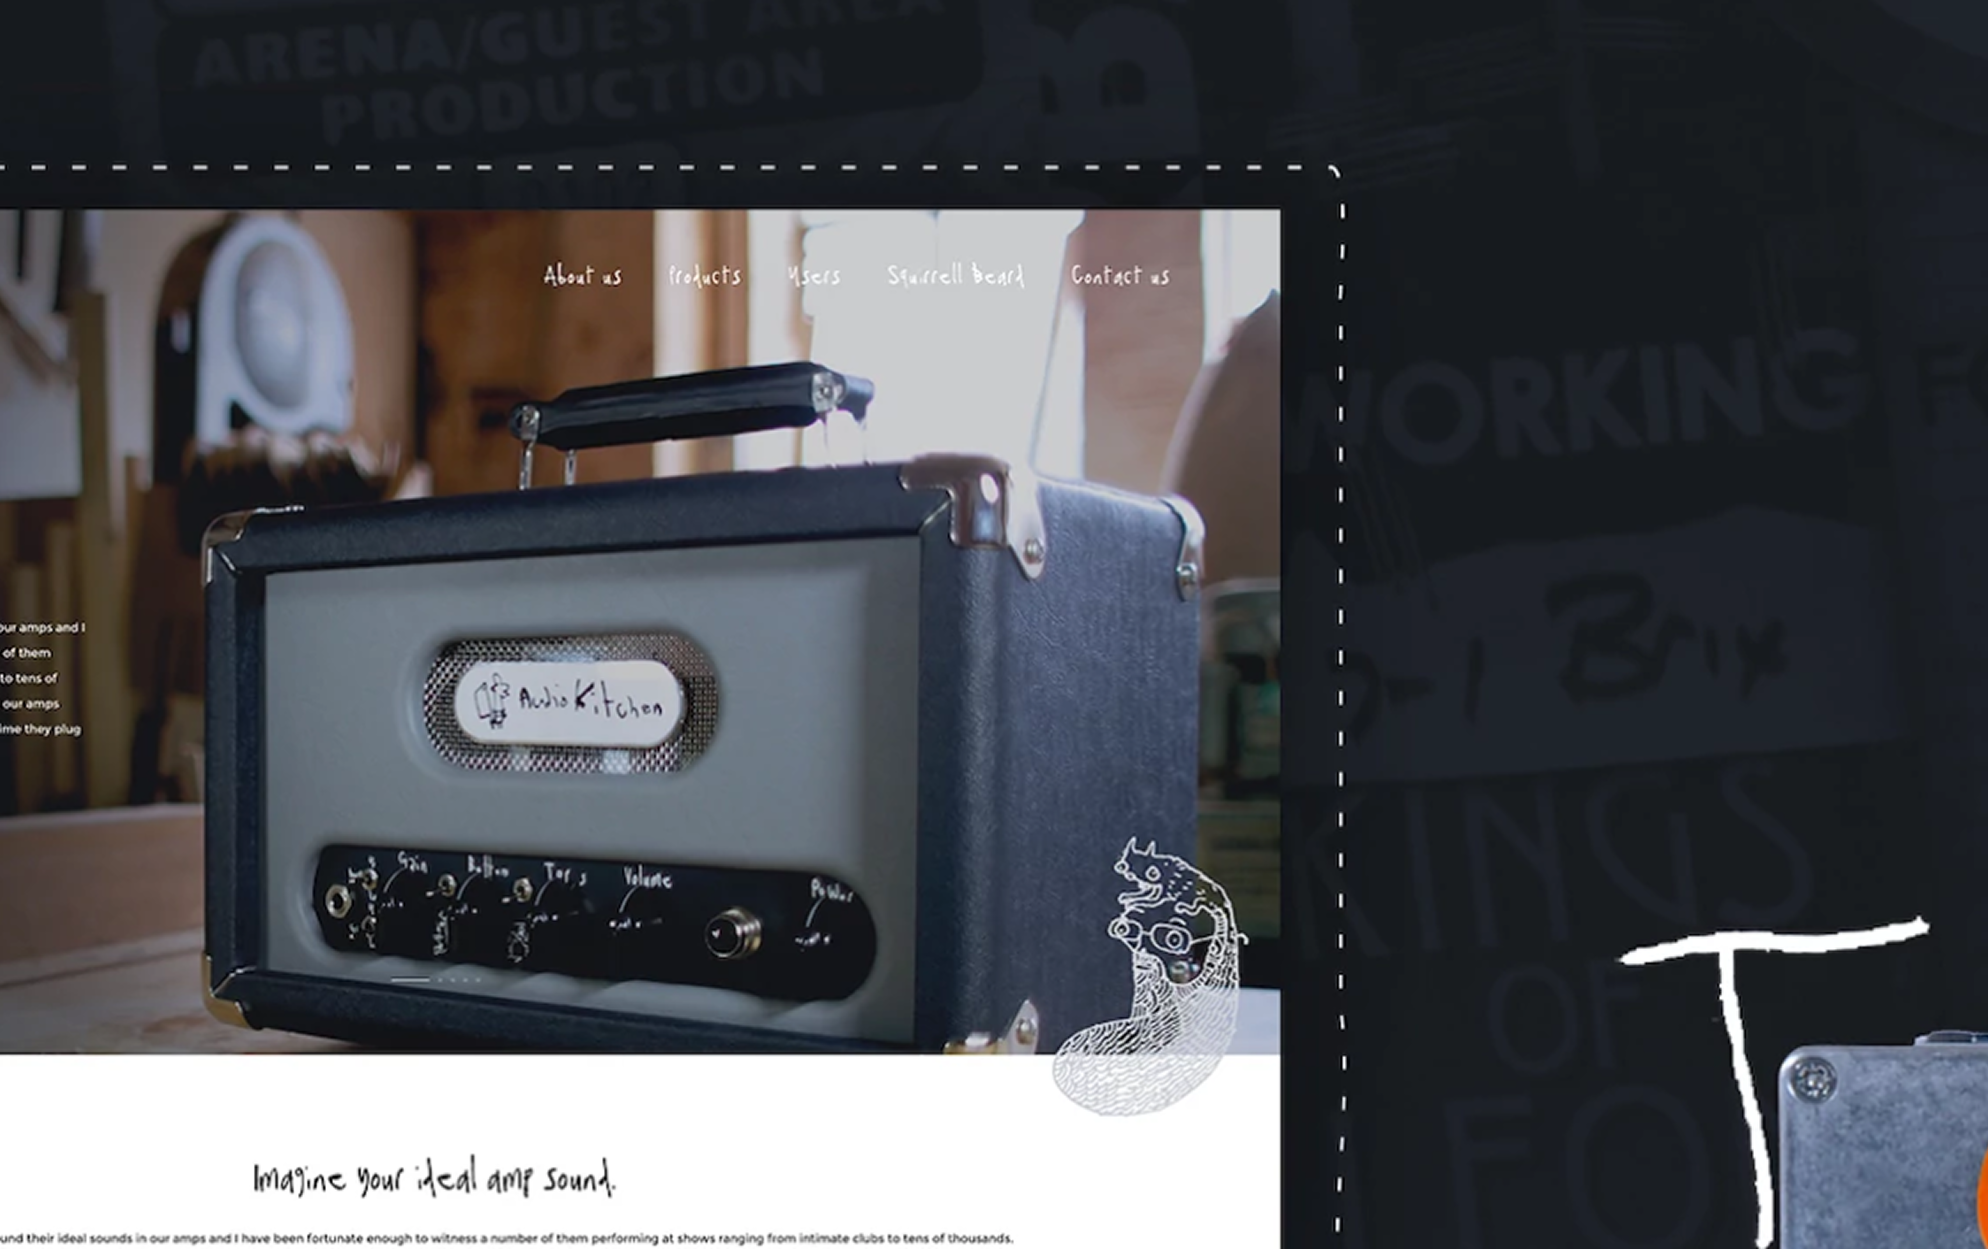 ARENA/GUEST AREA
PRODUCTION
About us Products Users Squirrell Beard Contact us
WORKING
our amps and I
of them
to tens of
our amps
ime they plug
Brix
Audio Kitchen
KINGS
Gain Button Volume Power
OF
T
FO
Imagine your ideal amp sound.
und their ideal sounds in our amps and I have been fortunate enough to witness a number of them performing at shows ranging from intimate clubs to tens of thousands.